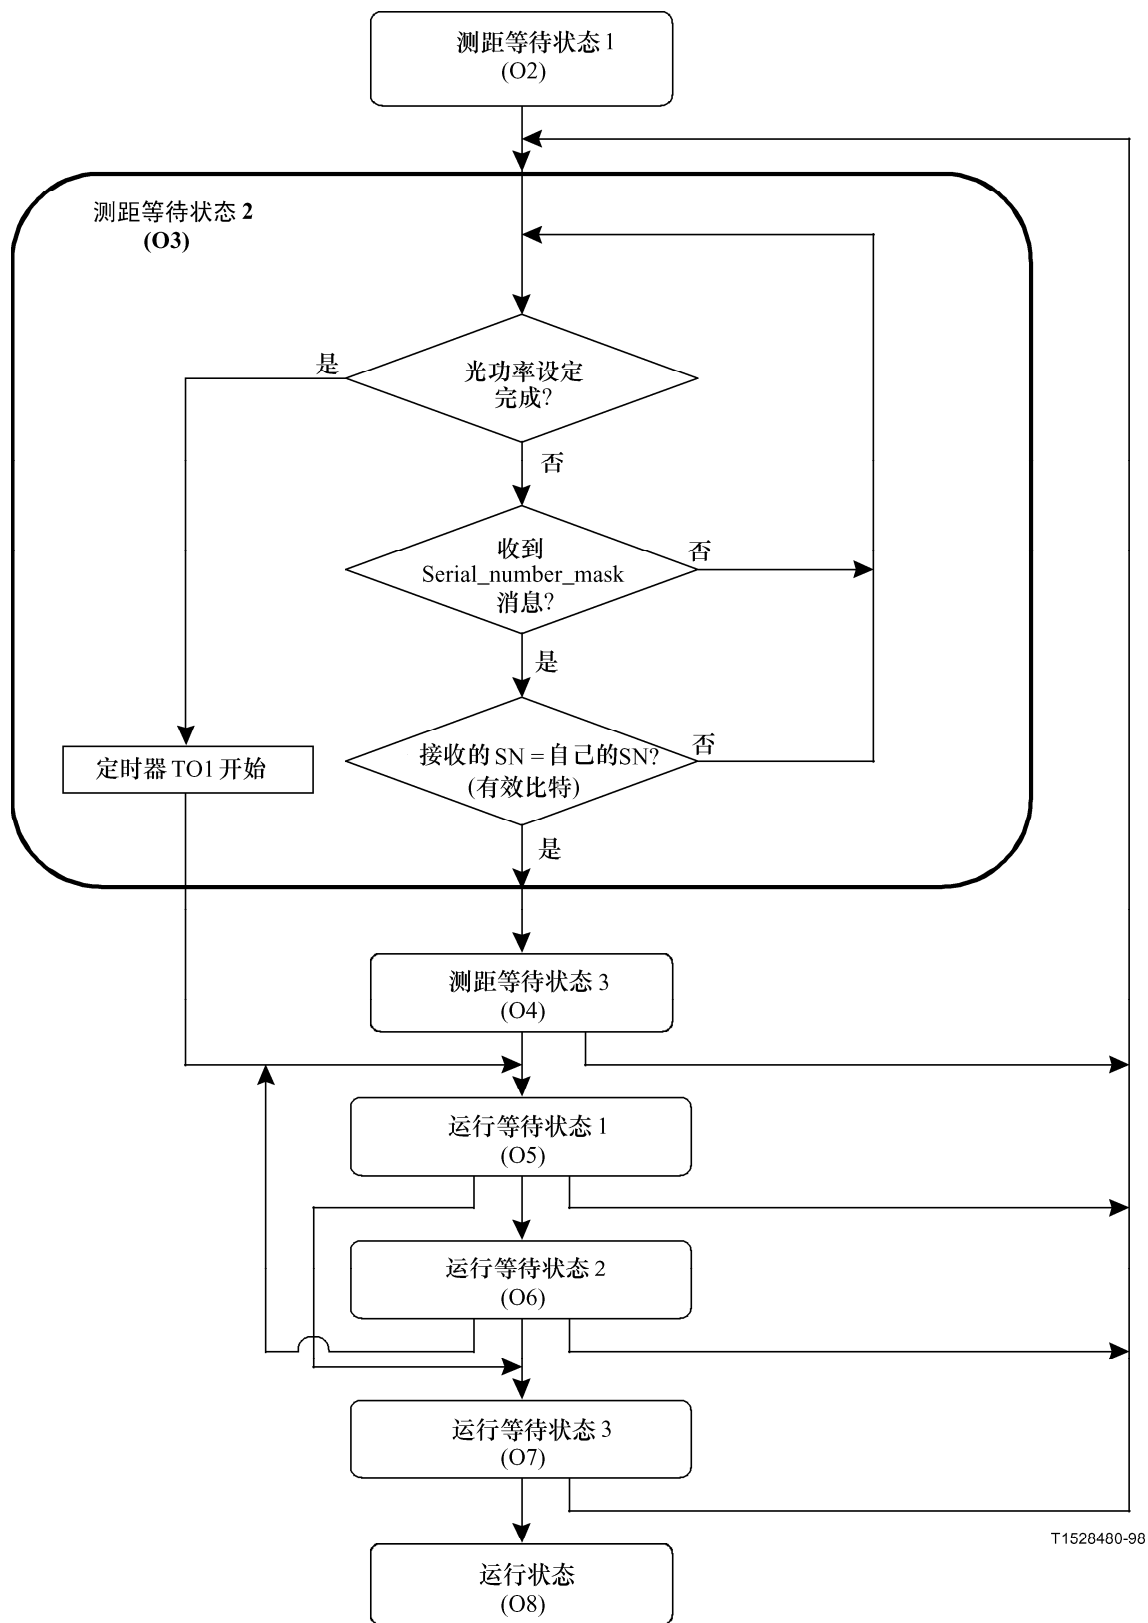 测距等待状态 1
(O2)
测距等待状态 2
(O3)
光功率设定
完成?
是
否
收到
Serial_number_mask
消息?
否
是
接收的 SN = 自己的SN?
(有效比特)
否
是
定时器 TO1 开始
测距等待状态 3
(O4)
运行等待状态 1
(O5)
运行等待状态 2
(O6)
运行等待状态 3
(O7)
运行状态
(O8)
T1528480-98